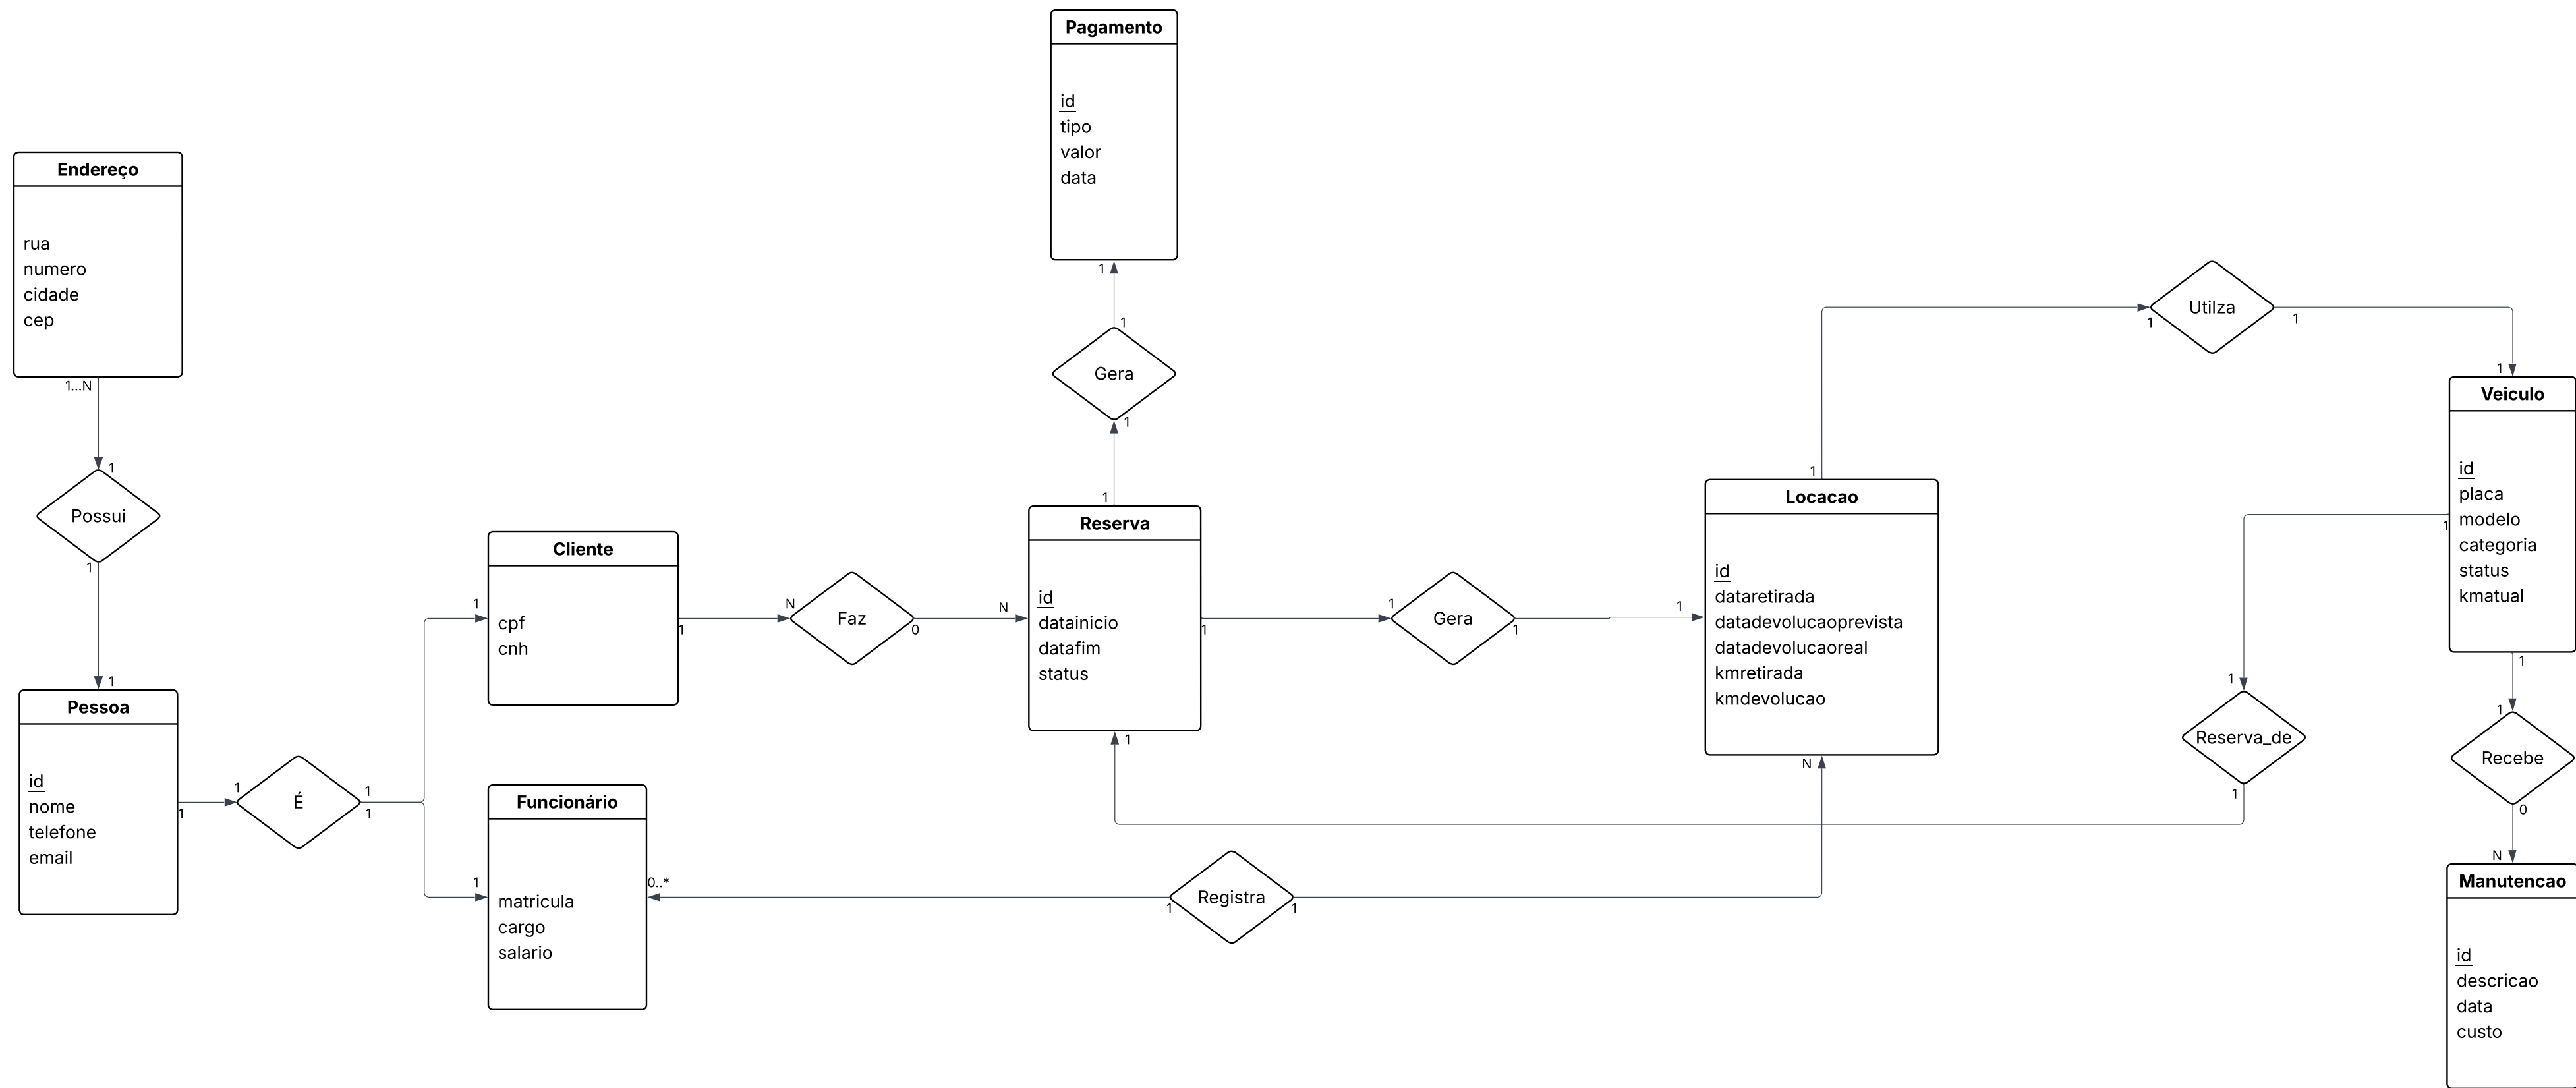 Pagamento
id
tipo
valor
data
1
1
Gera
1
1
Endereço
rua
numero
cidade
cep
1...N
1
Possui
1
1
Pessoa
id
nome
telefone
email
1
1
É
1
1
1
Cliente
cpf
cnh
1
Funcionário
matricula
cargo
salario
0..*
1
N
Faz
0
N
Reserva
id
datainicio
datafim
status
1
1
1
Gera
1
1
Locacao
id
dataretirada
datadevolucaoprevista
datadevolucaoreal
kmretirada
kmdevolucao
N
1
Registra
1
1
1
Utilza
1
1
Veiculo
id
placa
modelo
categoria
status
kmatual
1
1
Reserva_de
1
1
1
Recebe
0
N
Manutencao
id
descricao
data
custo